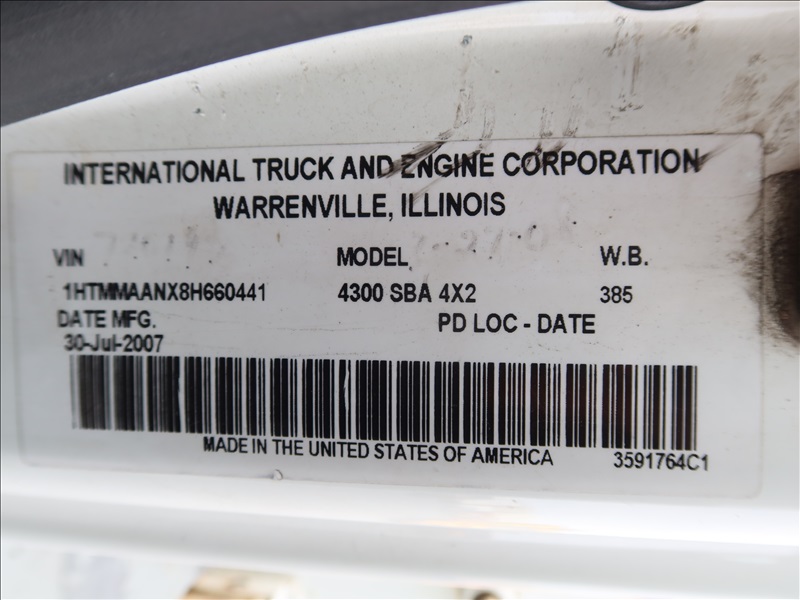 INTERNATIONAL TRUCK AND ENGINE CORPORATION
WARRENVILLE, ILLINOIS
VIN MODEL W.B.
1HTMMAANX8H660441 4300 SBA 4X2 385
DATE MFG. PD LOC - DATE
30-Jul-2007
MADE IN THE UNITED STATES OF AMERICA 3591764C1